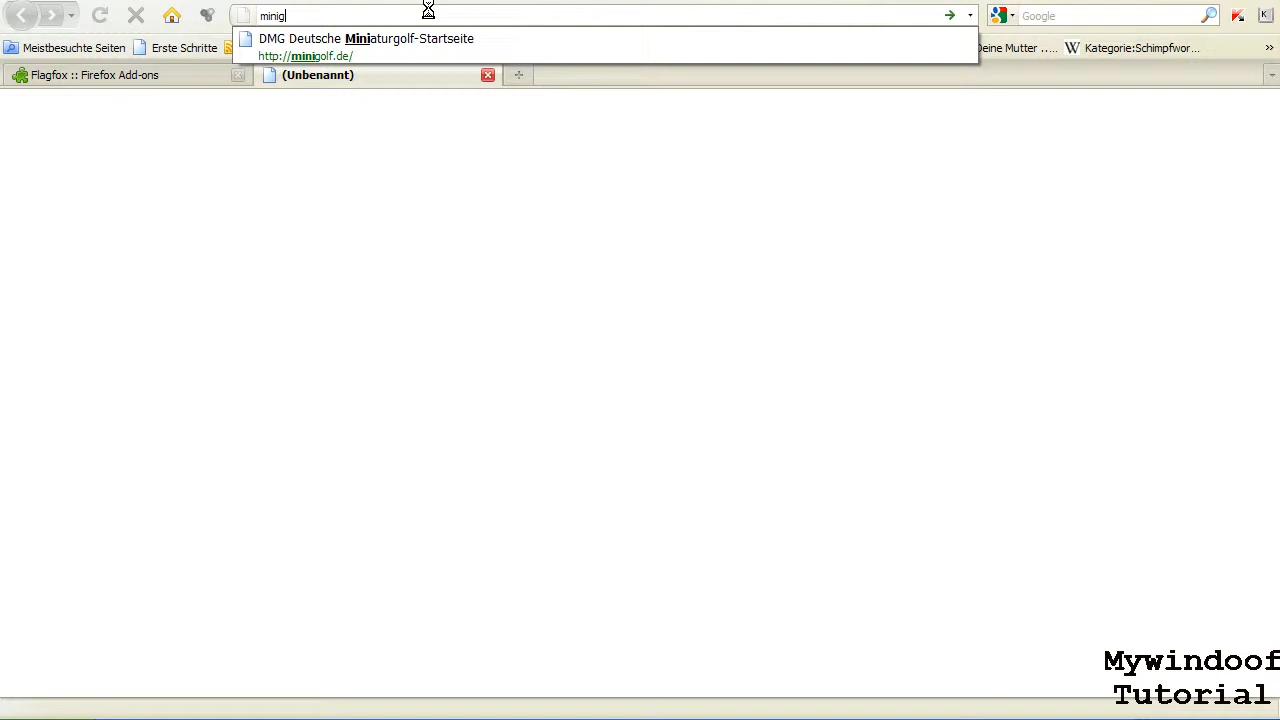 minig
Google
DMG Deutsche Miniaturgolf-Startseite
http://minigolf.de/
Meistbesuchte Seiten
Erste Schritte
Deine Mutter ...
Kategorie:Schimpfwor...
Flagfox :: Firefox Add-ons
(Unbenannt)
Mywindoof
Tutorial